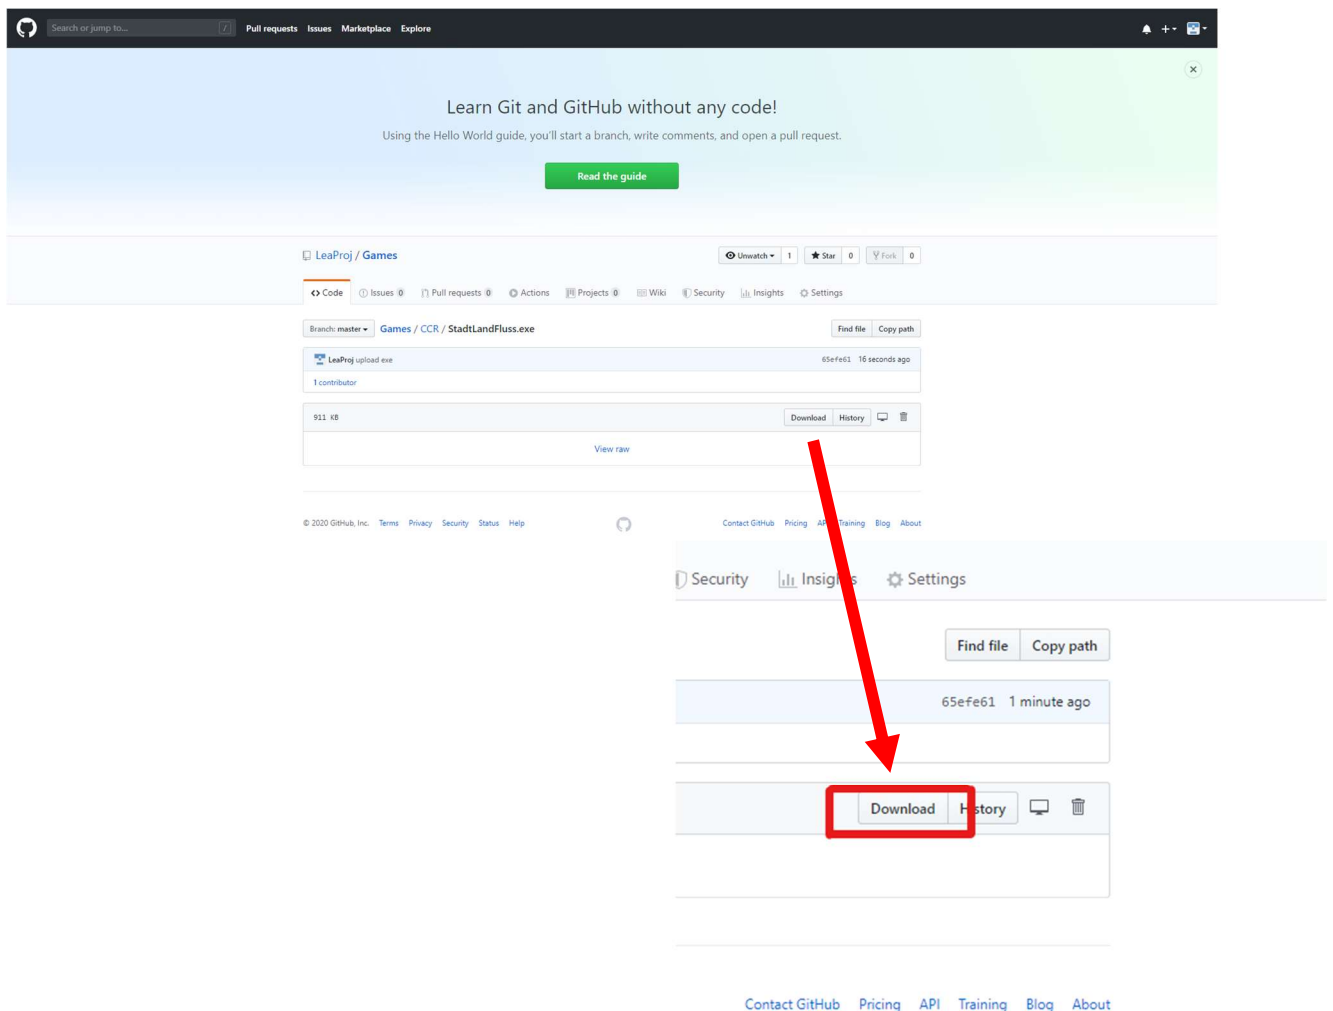 Search or jump to... / Pull requests Issues Marketplace Explore
Learn Git and GitHub without any code!
Using the Hello World guide, you'll start a branch, write comments, and open a pull request.
Read the guide
LeaProj / Games Unwatch 1 Star 0 Fork 0
Code Issues 0 Pull requests 0 Actions Projects 0 Wiki Security Insights Settings
Branch: master Games / CCR / StadtLandFluss.exe Find file Copy path
LeaProj upload exe 65efe61 16 seconds ago
1 contributor
911 KB Download History
View raw
© 2020 GitHub, Inc. Terms Privacy Security Status Help Contact GitHub Pricing API Training Blog About
Security Insights Settings
Find file Copy path
65efe61 1 minute ago
Download History
Contact GitHub Pricing API Training Blog About